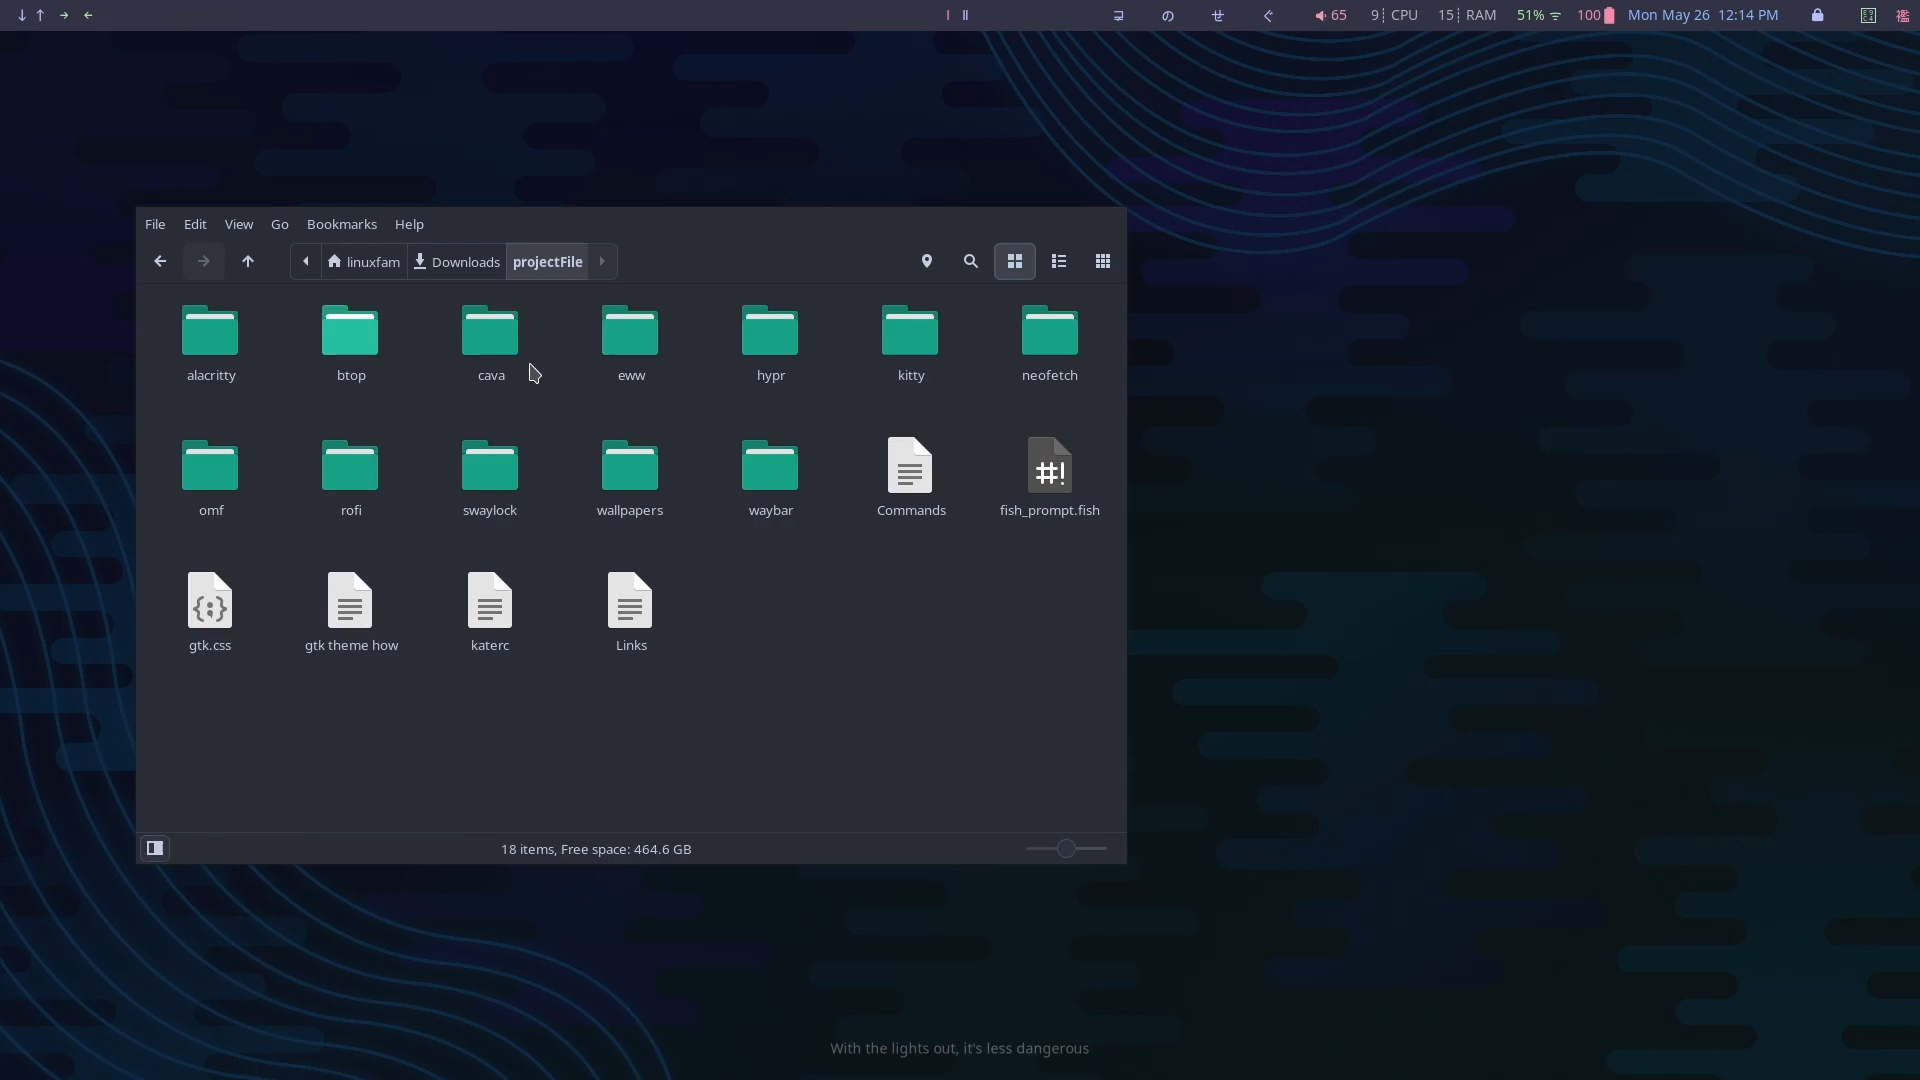 65 9 CPU 15 RAM 51% 100 Mon May 26 12:14 PM
File Edit View Go Bookmarks Help
linuxfam Downloads projectFile
alacritty btop cava eww hypr kitty neofetch
omf rofi swaylock wallpapers waybar Commands fish_prompt.fish
gtk.css gtk theme how katerc Links
18 items, Free space: 464.6 GB
With the lights out, it's less dangerous